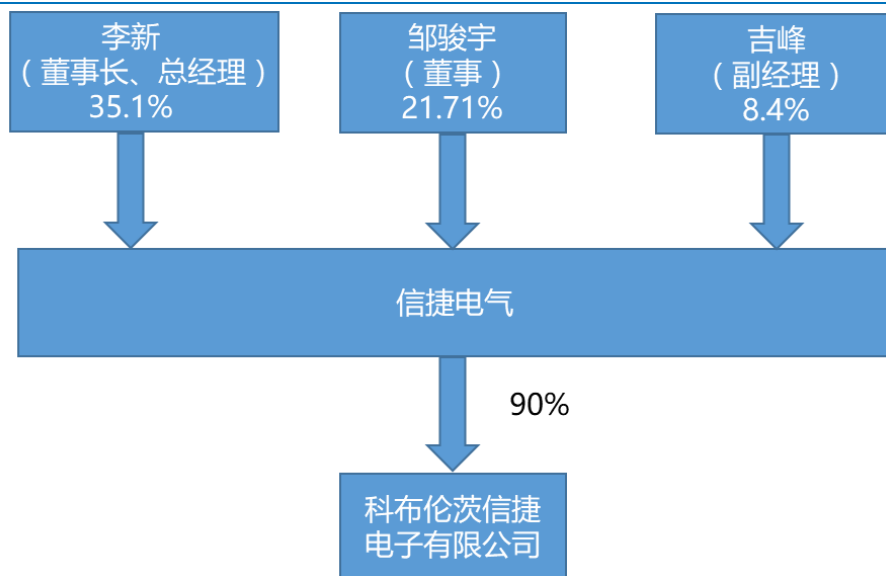 李新
（董事长、总经理）
35.1%
邹骏宇
（董事）
21.71%
吉峰
（副经理）
8.4%
信捷电气
90%
科布伦茨信捷
电子有限公司